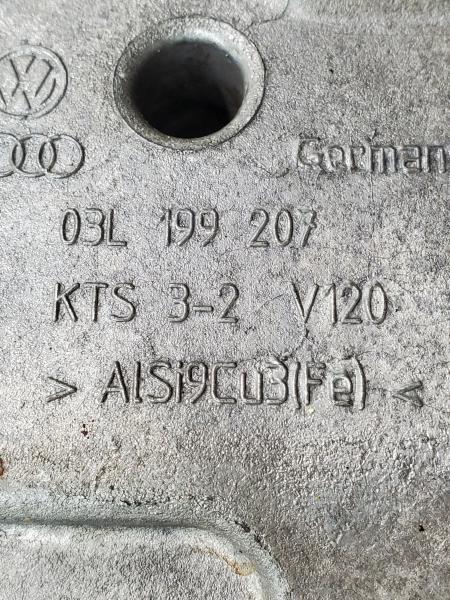 German
03L 199 207
KTS 3-2 V120
> AlSi9Cu3(Fe) <